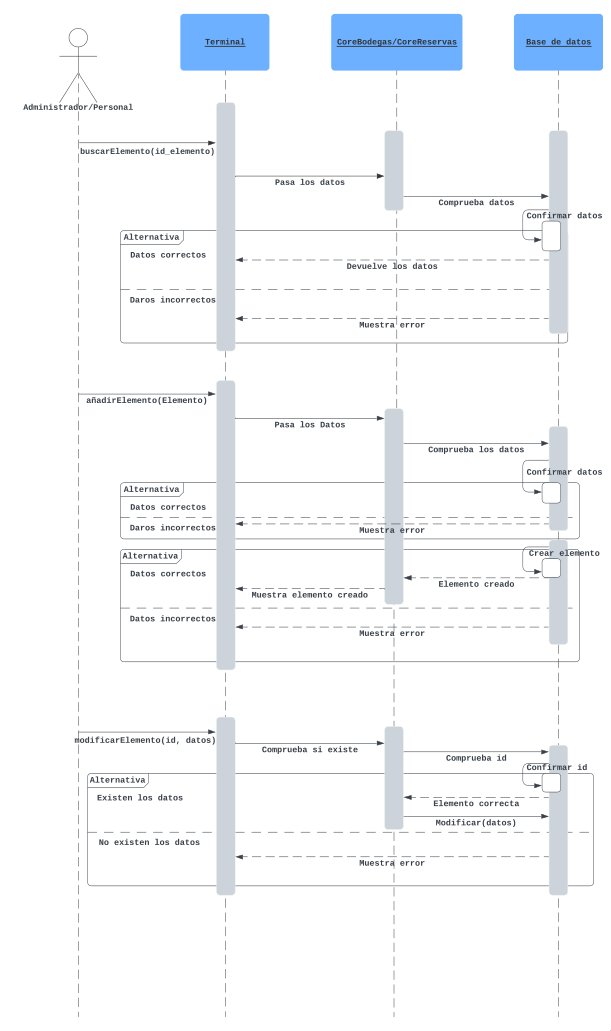 Terminal
CoreBodegas/CoreReservas
Base de datos
Administrador/Personal
buscarElemento(id_elemento)
Pasa los datos
Comprueba datos
Confirmar datos
Alternativa
Datos correctos
Devuelve los datos
Daros incorrectos
Muestra error
añadirElemento(Elemento)
Pasa los Datos
Comprueba los datos
Confirmar datos
Alternativa
Datos correctos
Daros incorrectos
Muestra error
Alternativa
Crear elemento
Datos correctos
Elemento creado
Muestra elemento creado
Datos incorrectos
Muestra error
modificarElemento(id, datos)
Comprueba si existe
Comprueba id
Confirmar id
Alternativa
Existen los datos
Elemento correcta
Modificar(datos)
No existen los datos
Muestra error